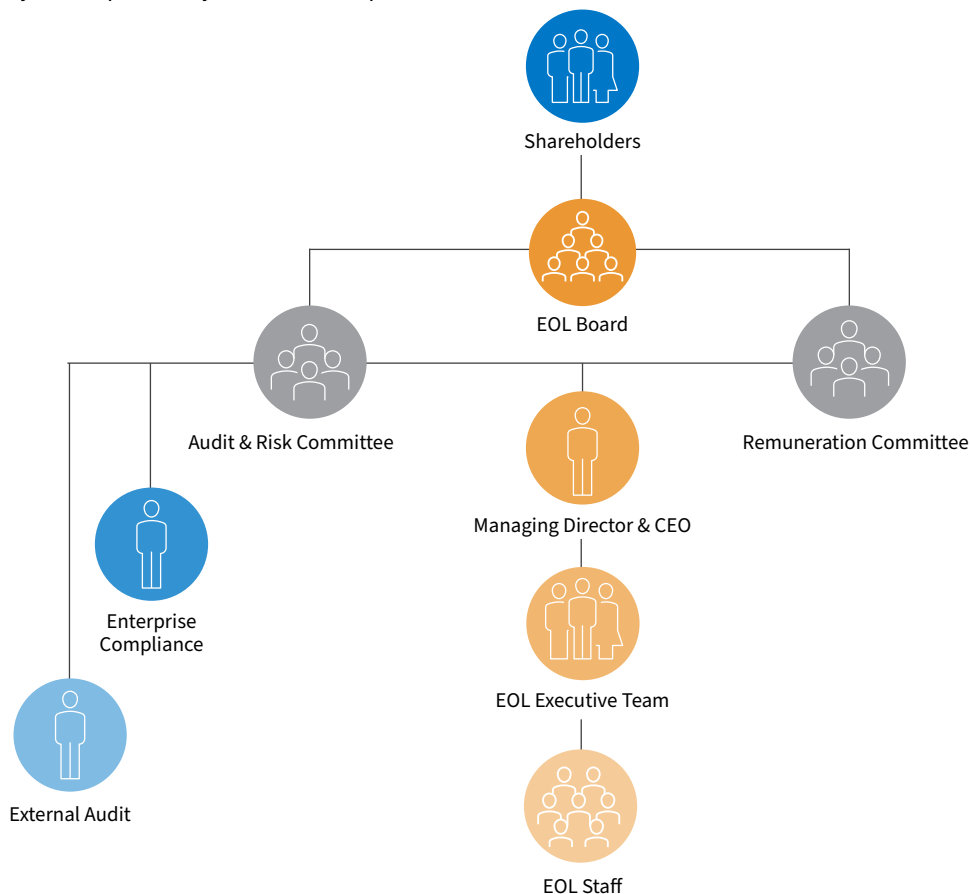 Shareholders
EOL Board
Audit & Risk Committee
Remuneration Committee
Managing Director & CEO
Enterprise
Compliance
EOL Executive Team
External Audit
EOL Staff